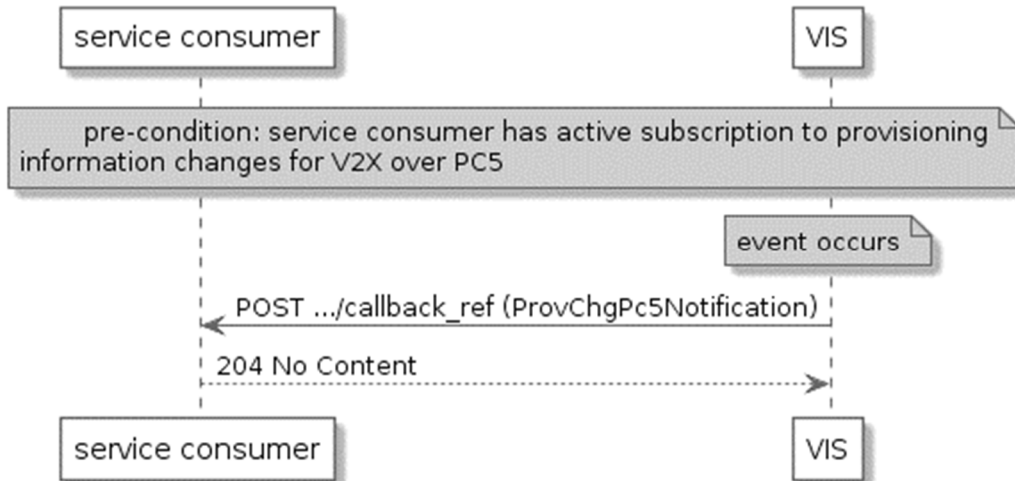 service consumer
VIS
pre-condition: service consumer has active subscription to provisioning
information changes for V2X over PC5
event occurs
POST .../callback_ref (ProvChgPc5Notification)
204 No Content
service consumer
VIS